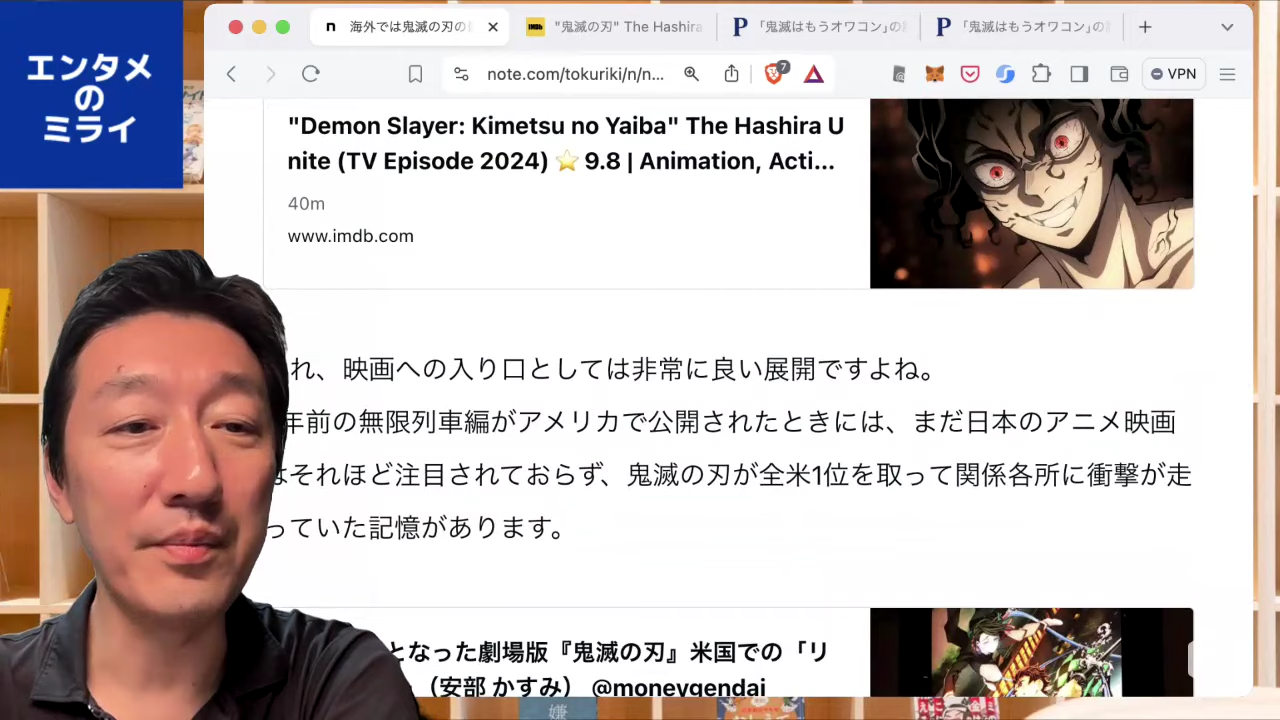 エンタメ
の
ミライ
海外では鬼滅の刃の
"鬼滅の刃" The Hashira
「鬼滅はもうオワコン」の
「鬼滅はもうオワコン」の
note.com/tokuriki/n/n...
7
VPN
"Demon Slayer: Kimetsu no Yaiba" The Hashira U
nite (TV Episode 2024) ⭐ 9.8 | Animation, Acti...
40m
www.imdb.com
れ、映画への入り口としては非常に良い展開ですよね。
年前の無限列車編がアメリカで公開されたときには、まだ日本のアニメ映画
はそれほど注目されておらず、鬼滅の刃が全米1位を取って関係各所に衝撃が走
っていた記憶があります。
となった劇場版『鬼滅の刃』米国での「リ
（安部 かすみ） @moneygendai
嫌